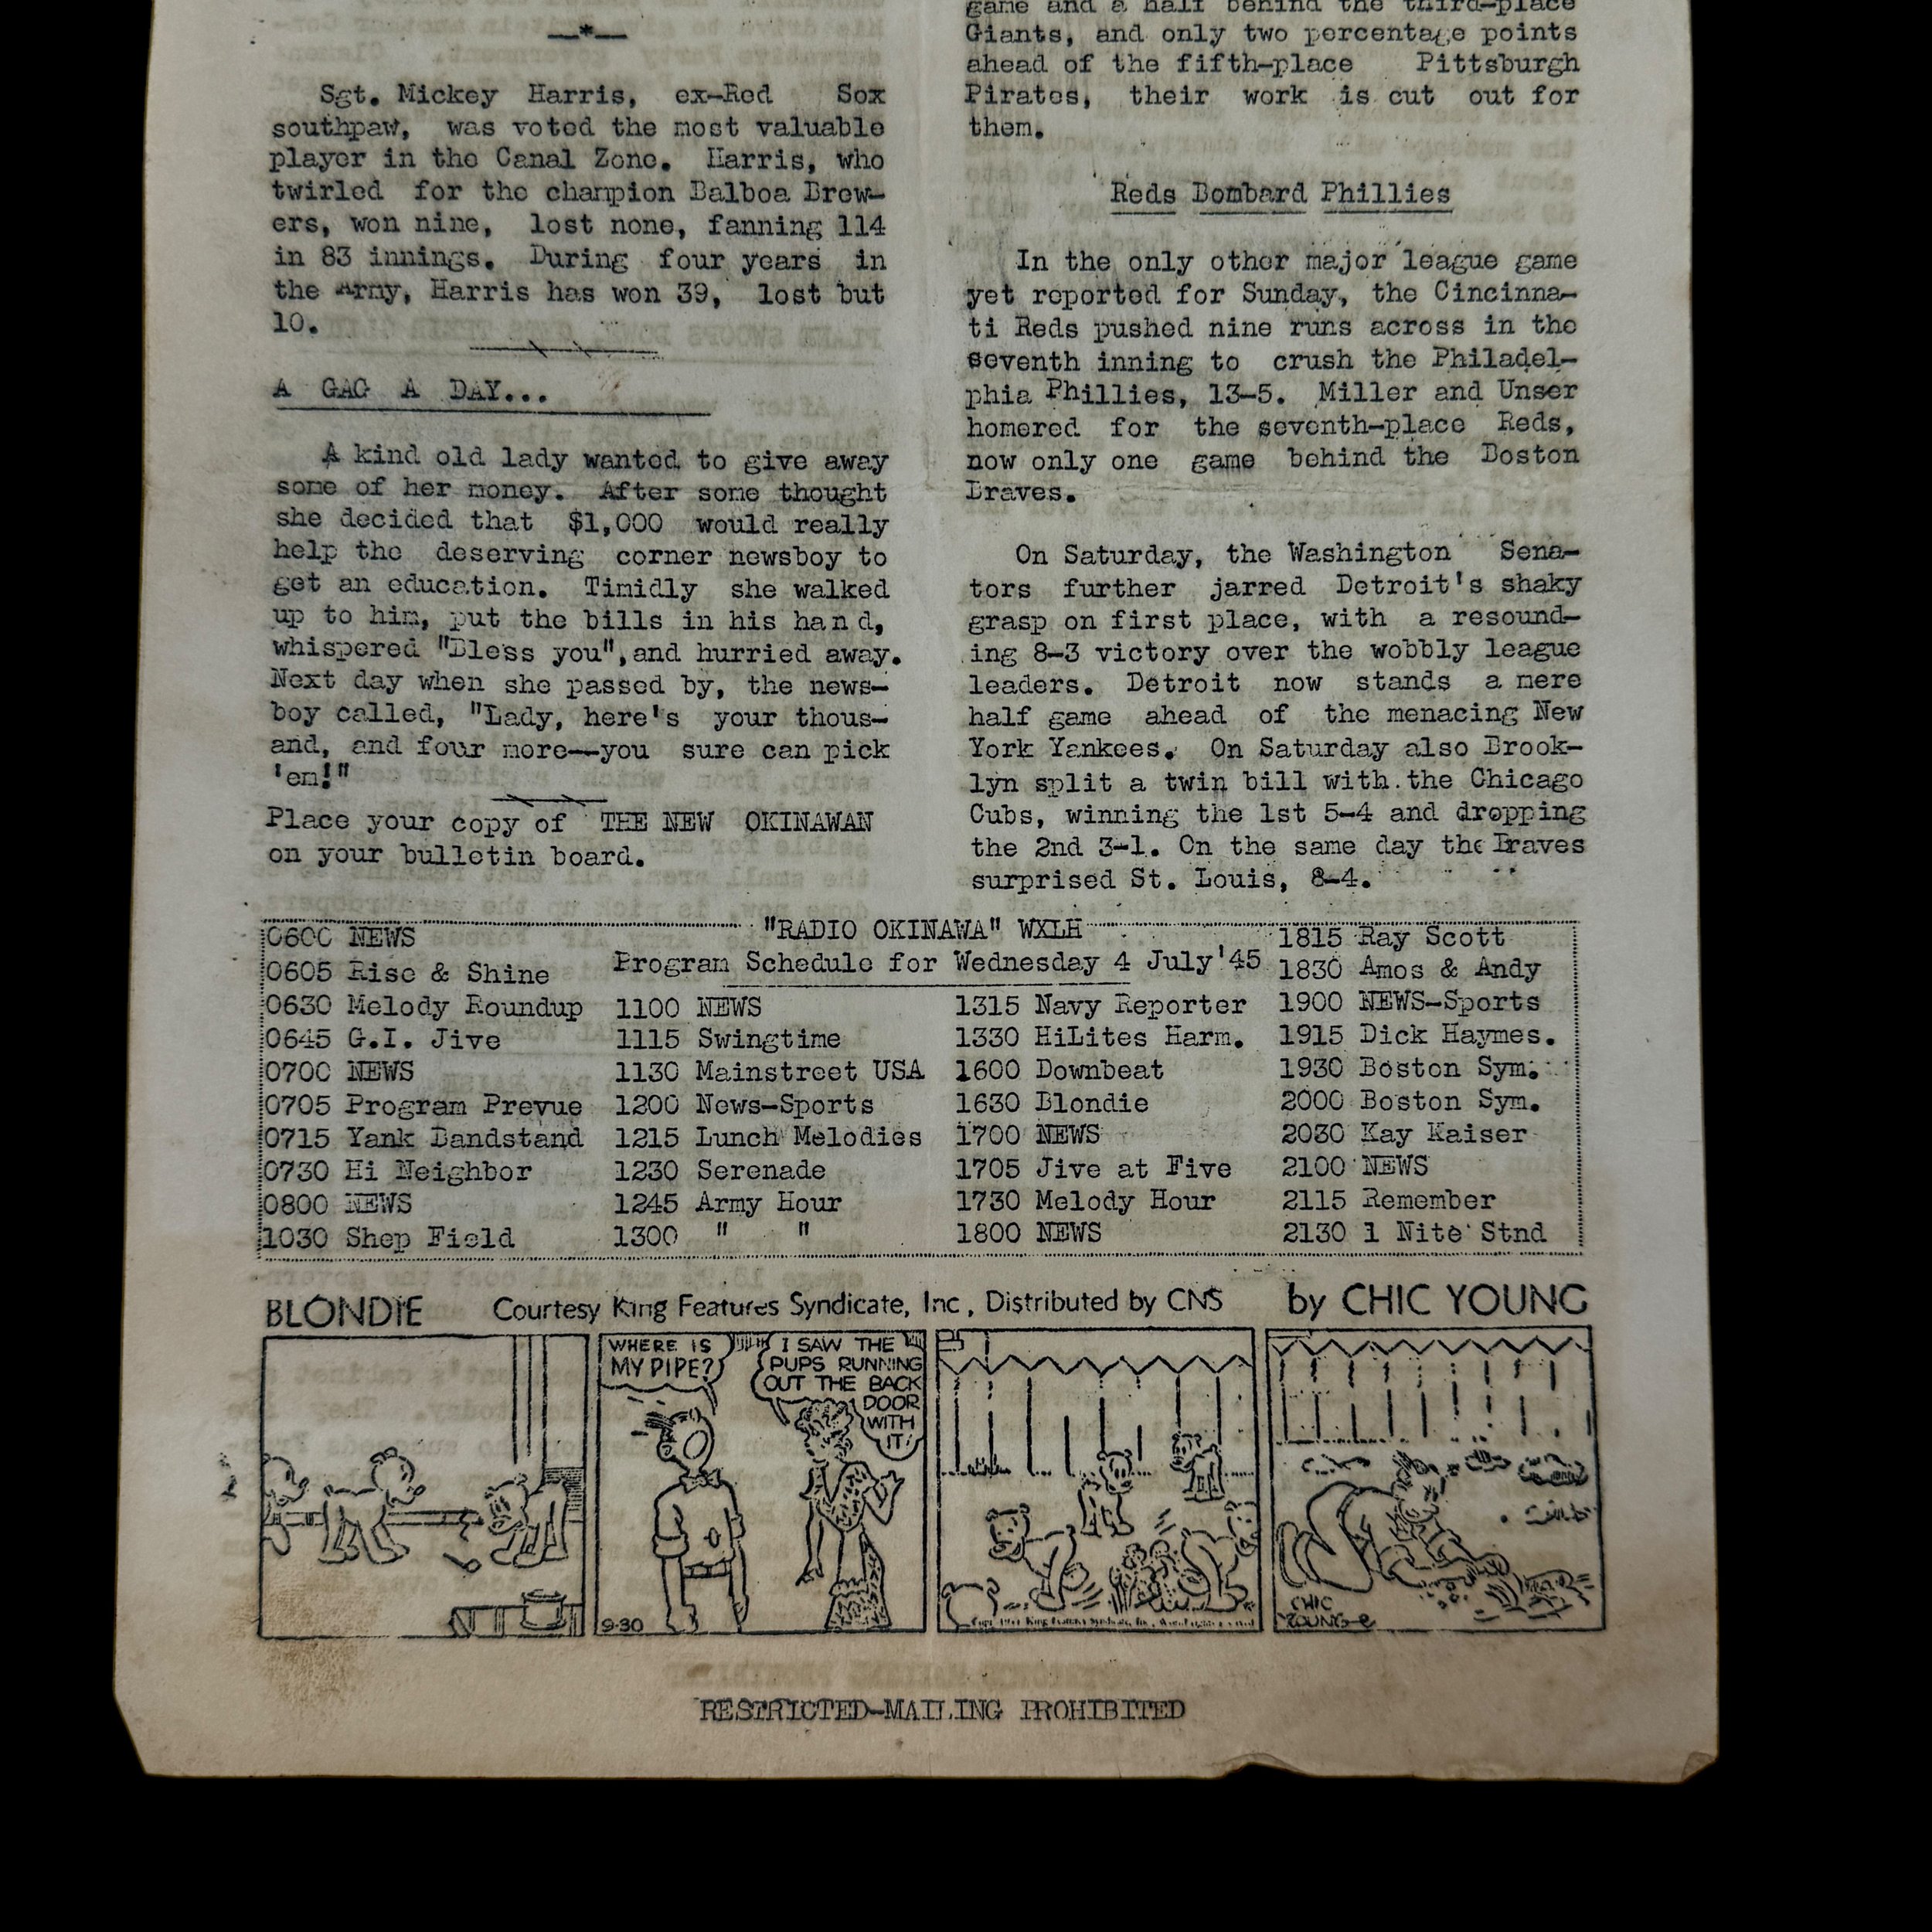 —*—
Sgt. Mickey Harris, ex-Red Sox
southpaw, was voted the most valuable
player in the Canal Zone. Harris, who
twirled for the champion Balboa Brew-
ers, won nine, lost none, fanning 114
in 83 innings. During four years in
the Army, Harris has won 39, lost but
10.
A GAG A DAY...
A kind old lady wanted to give away
some of her money. After some thought
she decided that $1,000 would really
help the deserving corner newsboy to
get an education. Timidly she walked
up to him, put the bills in his hand,
whispered "Bless you",and hurried away.
Next day when she passed by, the news-
boy called, "Lady, here's your thous-
and, and four more--you sure can pick
'em!"
Place your copy of THE NEW OKINAWAN
on your bulletin board.
game and a half behind the third-place
Giants, and only two percentage points
ahead of the fifth-place Pittsburgh
Pirates, their work is cut out for
them.
Reds Bombard Phillies
In the only other major league game
yet reported for Sunday, the Cincinna-
ti Reds pushed nine runs across in the
seventh inning to crush the Philadel-
phia Phillies, 13-5. Miller and Unser
homered for the seventh-place Reds,
now only one game behind the Boston
Braves.
On Saturday, the Washington Sena-
tors further jarred Detroit's shaky
grasp on first place, with a resound-
ing 8-3 victory over the wobbly league
leaders. Detroit now stands a mere
half game ahead of the menacing New
York Yankees. On Saturday also Brook-
lyn split a twin bill with the Chicago
Cubs, winning the 1st 5-4 and dropping
the 2nd 3-1. On the same day the Braves
surprised St. Louis, 8-4.
"RADIO OKINAWA" WXLH
Program Schedule for Wednesday 4 July'45
0600 NEWS
0605 Rise & Shine
0630 Melody Roundup
0645 G.I. Jive
0700 NEWS
0705 Program Prevue
0715 Yank Bandstand
0730 Hi Neighbor
0800 NEWS
1030 Shep Field
1100 NEWS
1115 Swingtime
1130 Mainstreet USA
1200 News-Sports
1215 Lunch Melodies
1230 Serenade
1245 Army Hour
1300 " "
1315 Navy Reporter
1330 HiLites Harm.
1600 Downbeat
1630 Blondie
1700 NEWS
1705 Jive at Five
1730 Melody Hour
1800 NEWS
1815 Ray Scott
1830 Amos & Andy
1900 NEWS-Sports
1915 Dick Haymes.
1930 Boston Sym.
2000 Boston Sym.
2030 Kay Kaiser
2100 NEWS
2115 Remember
2130 1 Nite Stnd
BLONDIE Courtesy King Features Syndicate, Inc, Distributed by CNS by CHIC YOUNG
WHERE IS
MY PIPE?
I SAW THE
PUPS RUNNING
OUT THE BACK
DOOR
WITH
IT!
9-30
CHIC
YOUNG
RESTRICTED-MAILING PROHIBITED